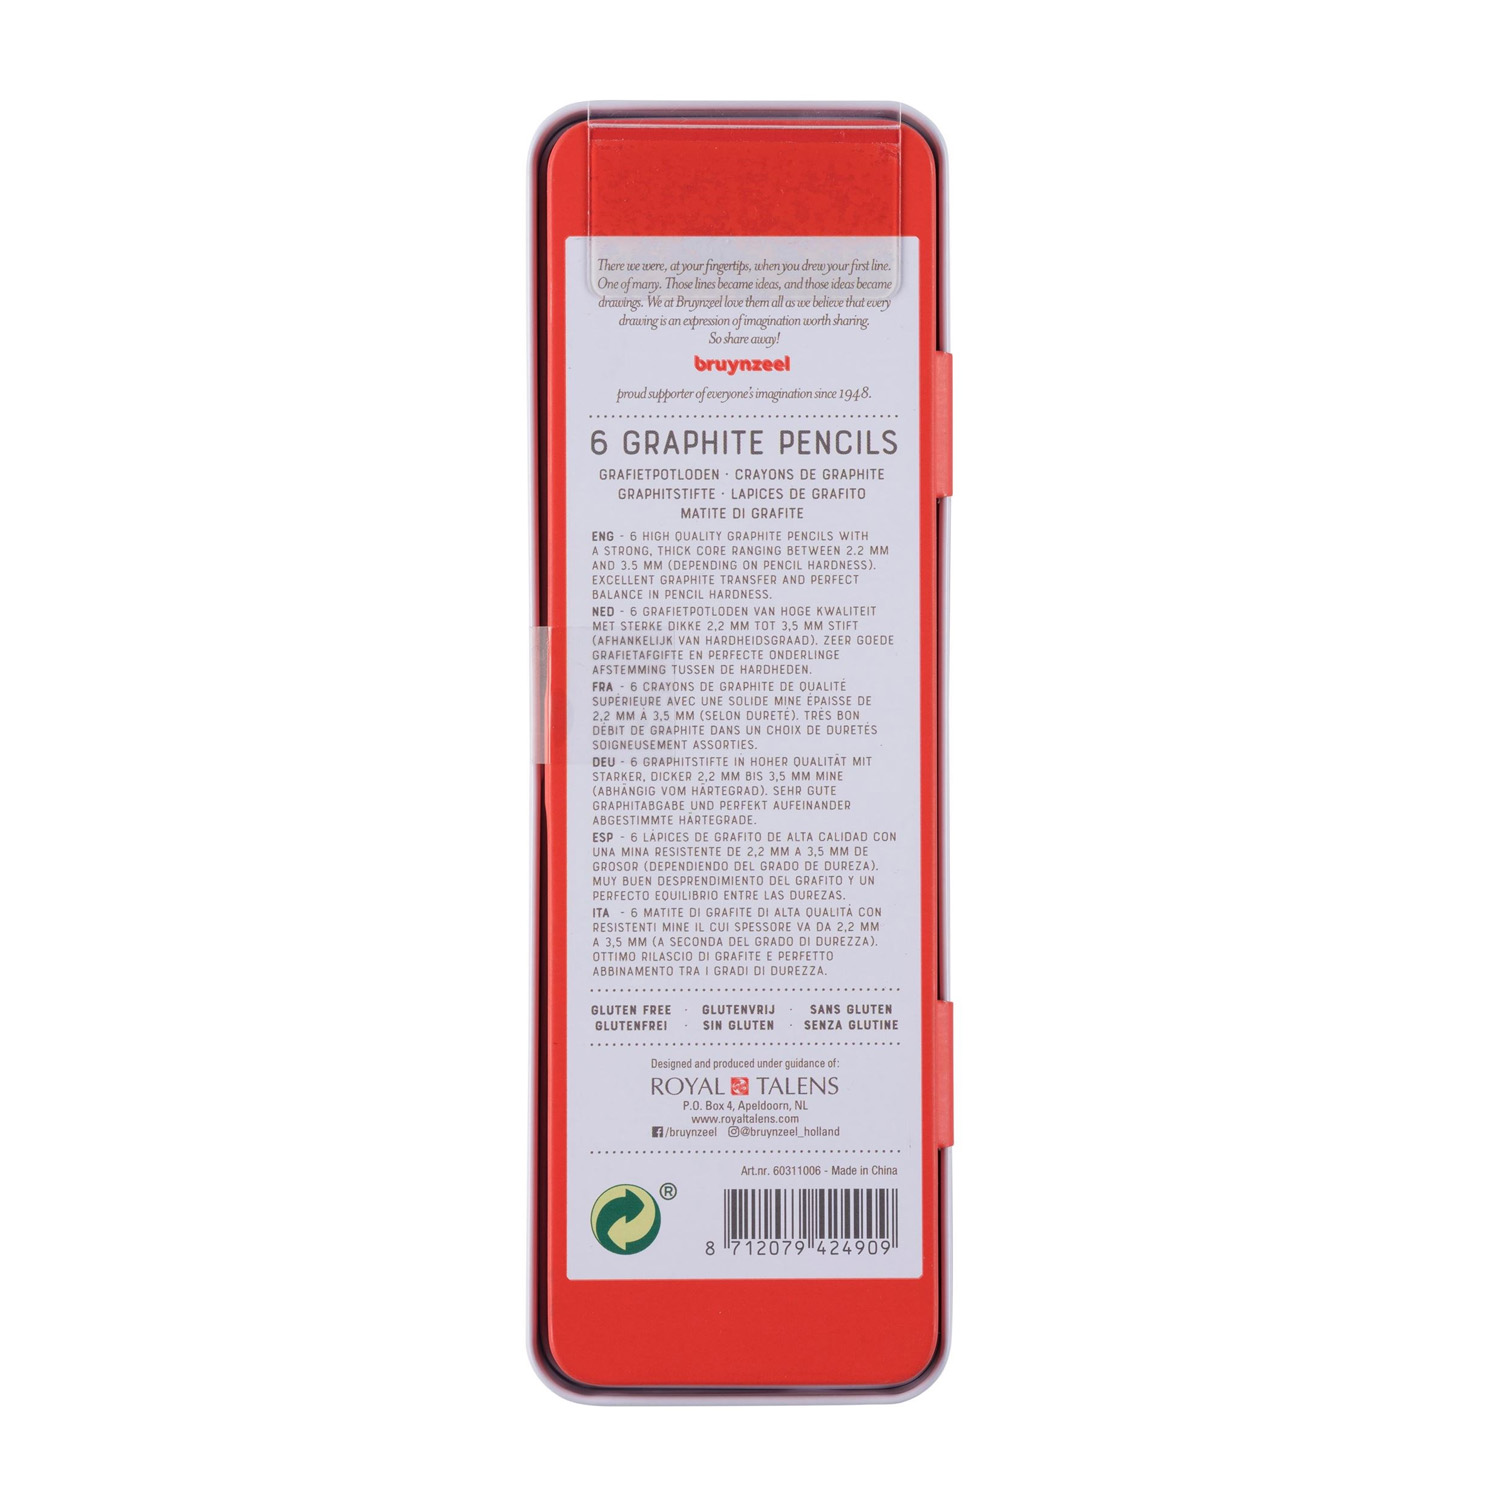 There we were, at your fingertips, when you drew your first line.
One of many. Those lines became ideas, and those ideas became
drawings. We at Bruynzeel love them all as we believe that every
drawing is an expression of imagination worth sharing.
So share away!
bruynzeel
proud supporter of everyone's imagination since 1948.
6 GRAPHITE PENCILS
GRAFIETPOTLODEN · CRAYONS DE GRAPHITE
GRAPHITSTIFTE · LAPICES DE GRAFITO
MATITE DI GRAFITE
ENG - 6 HIGH QUALITY GRAPHITE PENCILS WITH
A STRONG, THICK CORE RANGING BETWEEN 2.2 MM
AND 3.5 MM (DEPENDING ON PENCIL HARDNESS).
EXCELLENT GRAPHITE TRANSFER AND PERFECT
BALANCE IN PENCIL HARDNESS.
NED - 6 GRAFIETPOTLODEN VAN HOGE KWALITEIT
MET STERKE DIKKE 2,2 MM TOT 3,5 MM STIFT
(AFHANKELIJK VAN HARDHEIDSGRAAD). ZEER GOEDE
GRAFIETAFGIFTE EN PERFECTE ONDERLINGE
AFSTEMMING TUSSEN DE HARDHEDEN.
FRA - 6 CRAYONS DE GRAPHITE DE QUALITÉ
SUPÉRIEURE AVEC UNE SOLIDE MINE ÉPAISSE DE
2,2 MM À 3,5 MM (SELON DURETÉ). TRÈS BON
DÉBIT DE GRAPHITE DANS UN CHOIX DE DURETÉS
SOIGNEUSEMENT ASSORTIES.
DEU - 6 GRAPHITSTIFTE IN HOHER QUALITÄT MIT
STARKER, DICKER 2,2 MM BIS 3,5 MM MINE
(ABHÄNGIG VOM HÄRTEGRAD). SEHR GUTE
GRAPHITABGABE UND PERFEKT AUFEINANDER
ABGESTIMMTE HÄRTEGRADE.
ESP - 6 LÁPICES DE GRAFITO DE ALTA CALIDAD CON
UNA MINA RESISTENTE DE 2,2 MM A 3,5 MM DE
GROSOR (DEPENDIENDO DEL GRADO DE DUREZA).
MUY BUEN DESPRENDIMIENTO DEL GRAFITO Y UN
PERFECTO EQUILIBRIO ENTRE LAS DUREZAS.
ITA - 6 MATITE DI GRAFITE DI ALTA QUALITÀ CON
RESISTENTI MINE IL CUI SPESSORE VA DA 2,2 MM
A 3,5 MM (A SECONDA DEL GRADO DI DUREZZA).
OTTIMO RILASCIO DI GRAFITE E PERFETTO
ABBINAMENTO TRA I GRADI DI DUREZZA.
GLUTEN FREE · GLUTENVRIJ · SANS GLUTEN
GLUTENFREI · SIN GLUTEN · SENZA GLUTINE
Designed and produced under guidance of:
ROYAL TALENS
P.O. Box 4, Apeldoorn, NL
www.royaltalens.com
/bruynzeel @bruynzeel_holland
Art.nr. 60311006 - Made in China
®
8 712079 424909